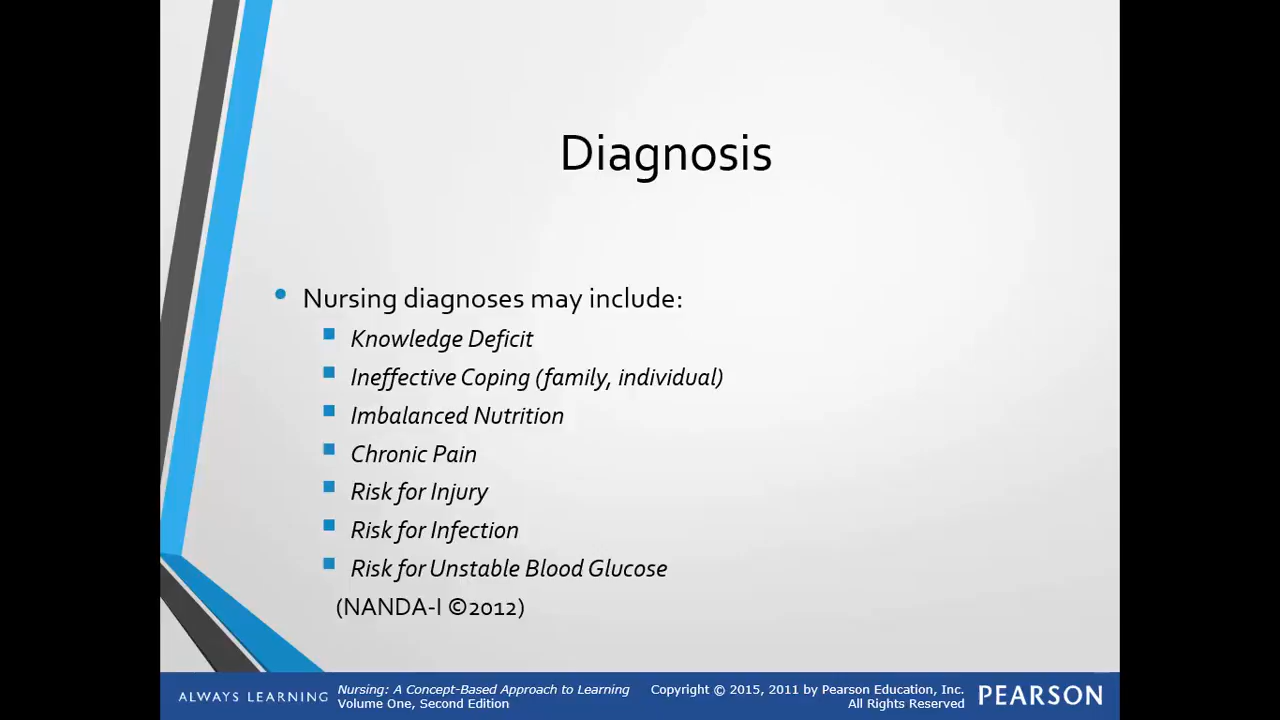 Diagnosis
Nursing diagnoses may include:
Knowledge Deficit
Ineffective Coping (family, individual)
Imbalanced Nutrition
Chronic Pain
Risk for Injury
Risk for Infection
Risk for Unstable Blood Glucose
(NANDA-I ©2012)
ALWAYS LEARNING
Nursing: A Concept-Based Approach to Learning
Volume One, Second Edition
Copyright © 2015, 2011 by Pearson Education, Inc.
All Rights Reserved
PEARSON